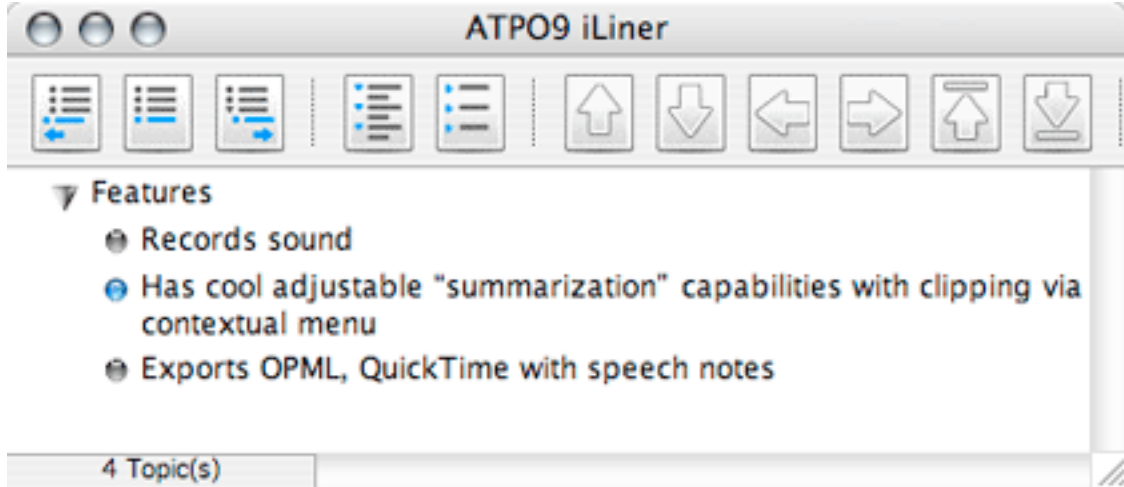 ATPO9 iLiner
Features
Records sound
Has cool adjustable "summarization" capabilities with clipping via
contextual menu
Exports OPML, QuickTime with speech notes
4 Topic(s)